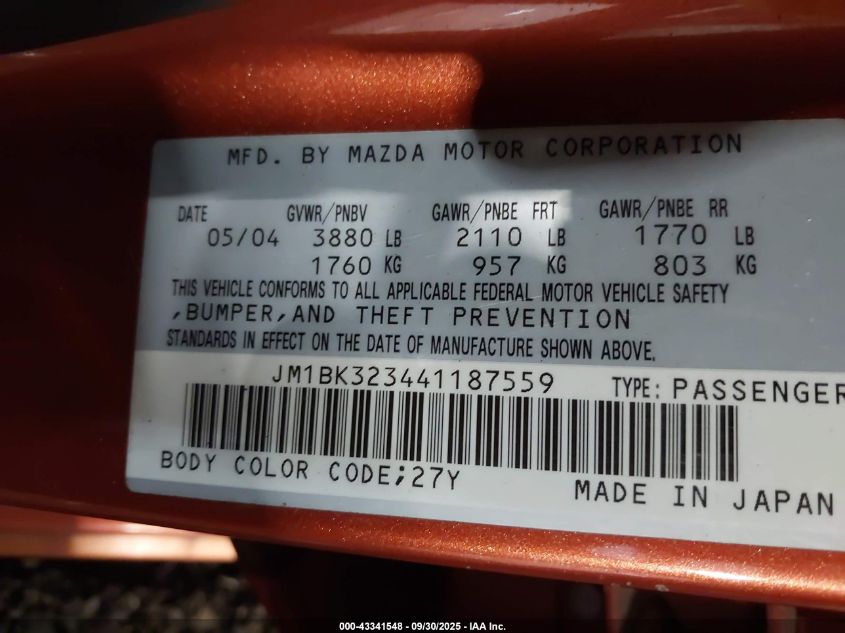 MFD. BY MAZDA MOTOR CORPORATION
DATE GVWR/PNBV GAWR/PNBE FRT GAWR/PNBE RR
05/04 3880 LB 2110 LB 1770 LB
1760 KG 957 KG 803 KG
THIS VEHICLE CONFORMS TO ALL APPLICABLE FEDERAL MOTOR VEHICLE SAFETY
,BUMPER,AND THEFT PREVENTION
STANDARDS IN EFFECT ON THE DATE OF MANUFACTURE SHOWN ABOVE.
JM1BK323441187559 TYPE: PASSENGER
BODY COLOR CODE;27Y MADE IN JAPAN
000-43341548 - 09/30/2025 - IAA Inc.